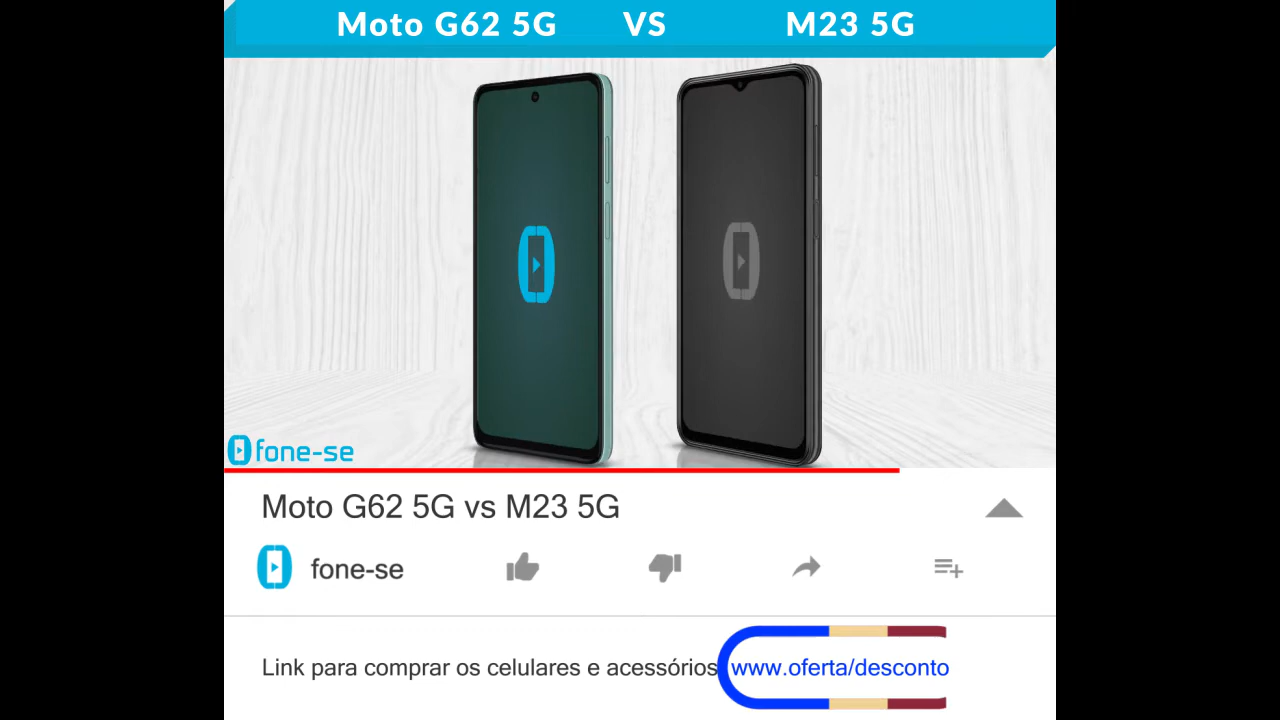 Moto G62 5G VS M23 5G
fone-se
Moto G62 5G vs M23 5G
fone-se
Link para comprar os celulares e acessórios www.oferta/desconto